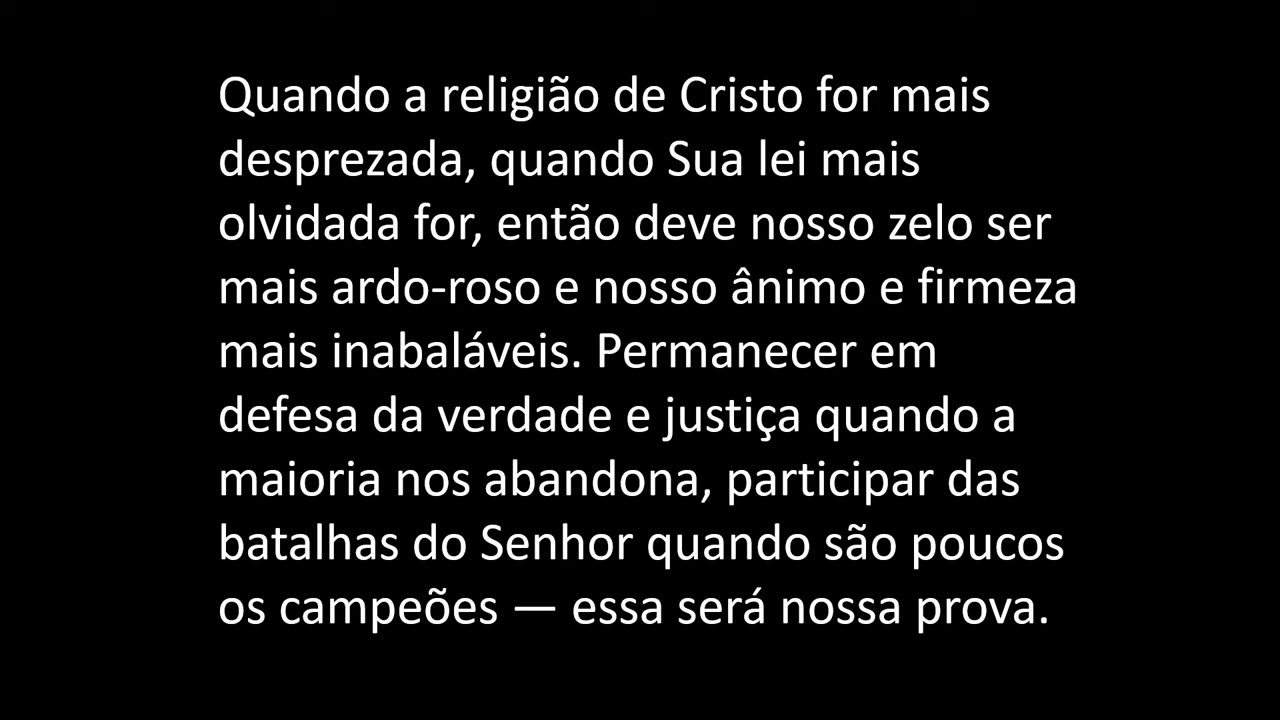 Quando a religião de Cristo for mais
desprezada, quando Sua lei mais
olvidada for, então deve nosso zelo ser
mais ardo-roso e nosso ânimo e firmeza
mais inabaláveis. Permanecer em
defesa da verdade e justiça quando a
maioria nos abandona, participar das
batalhas do Senhor quando são poucos
os campeões — essa será nossa prova.